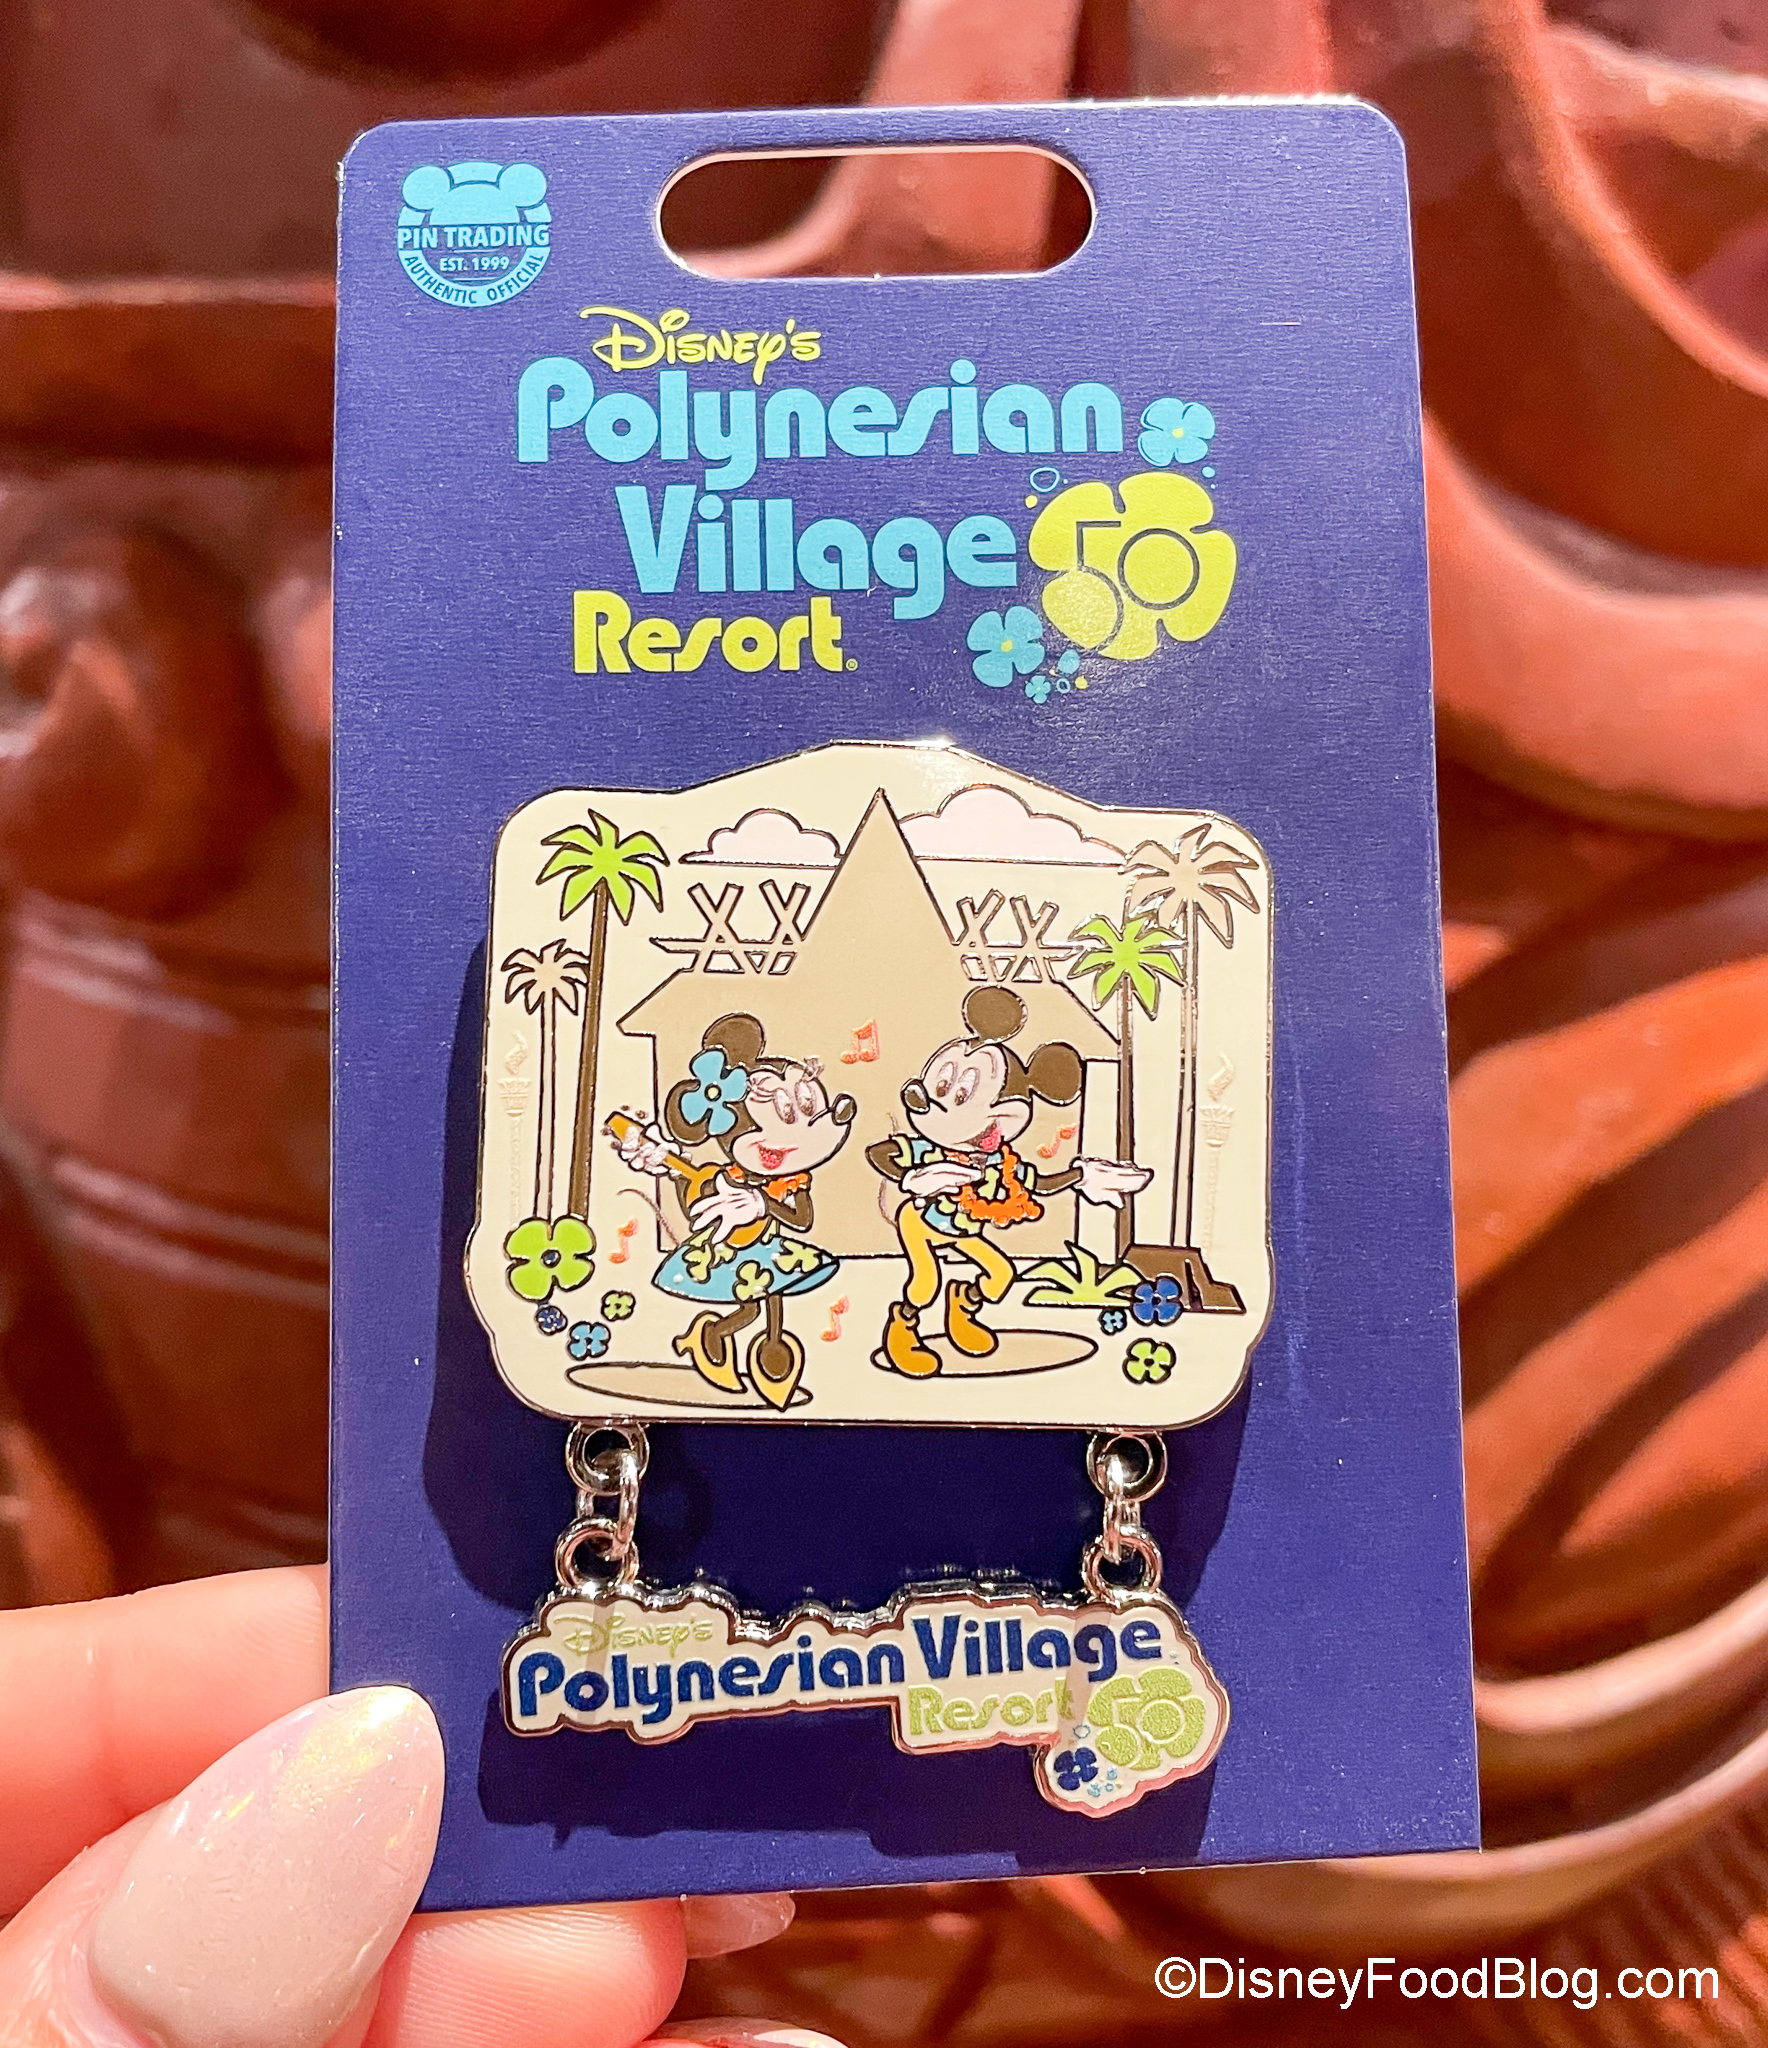 PIN TRADING
EST. 1999
AUTHENTIC OFFICIAL
Disney's
Polynesian
Village
50
Resort®
Disney's
Polynesian Village
Resort
50
©DisneyFoodBlog.com